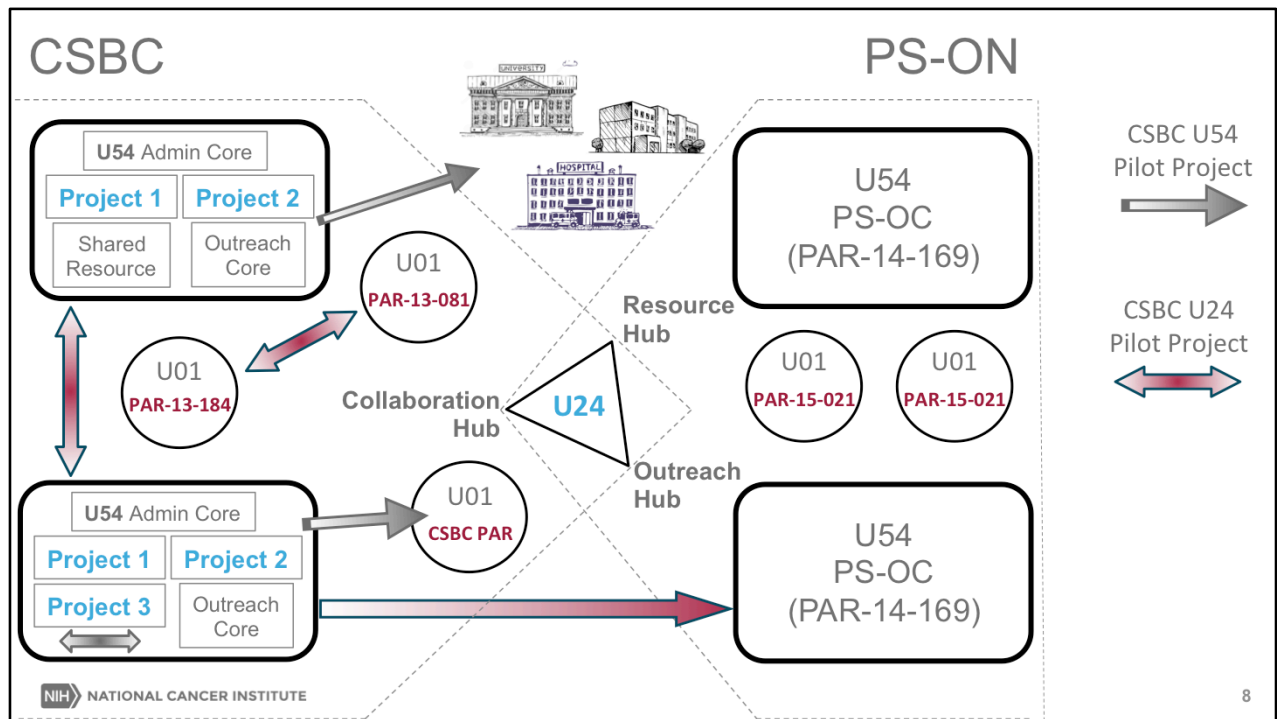 CSBC
PS-ON
UNIVERSITY
HOSPITAL
U54 Admin Core
Project 1
Project 2
Shared
Resource
Outreach
Core
U01
PAR-13-081
U01
PAR-13-184
U54 Admin Core
Project 1
Project 2
Project 3
Outreach
Core
U01
CSBC PAR
Collaboration
Hub
U24
Resource
Hub
Outreach
Hub
U54
PS-OC
(PAR-14-169)
U01
PAR-15-021
U01
PAR-15-021
U54
PS-OC
(PAR-14-169)
CSBC U54
Pilot Project
CSBC U24
Pilot Project
NIH NATIONAL CANCER INSTITUTE
8